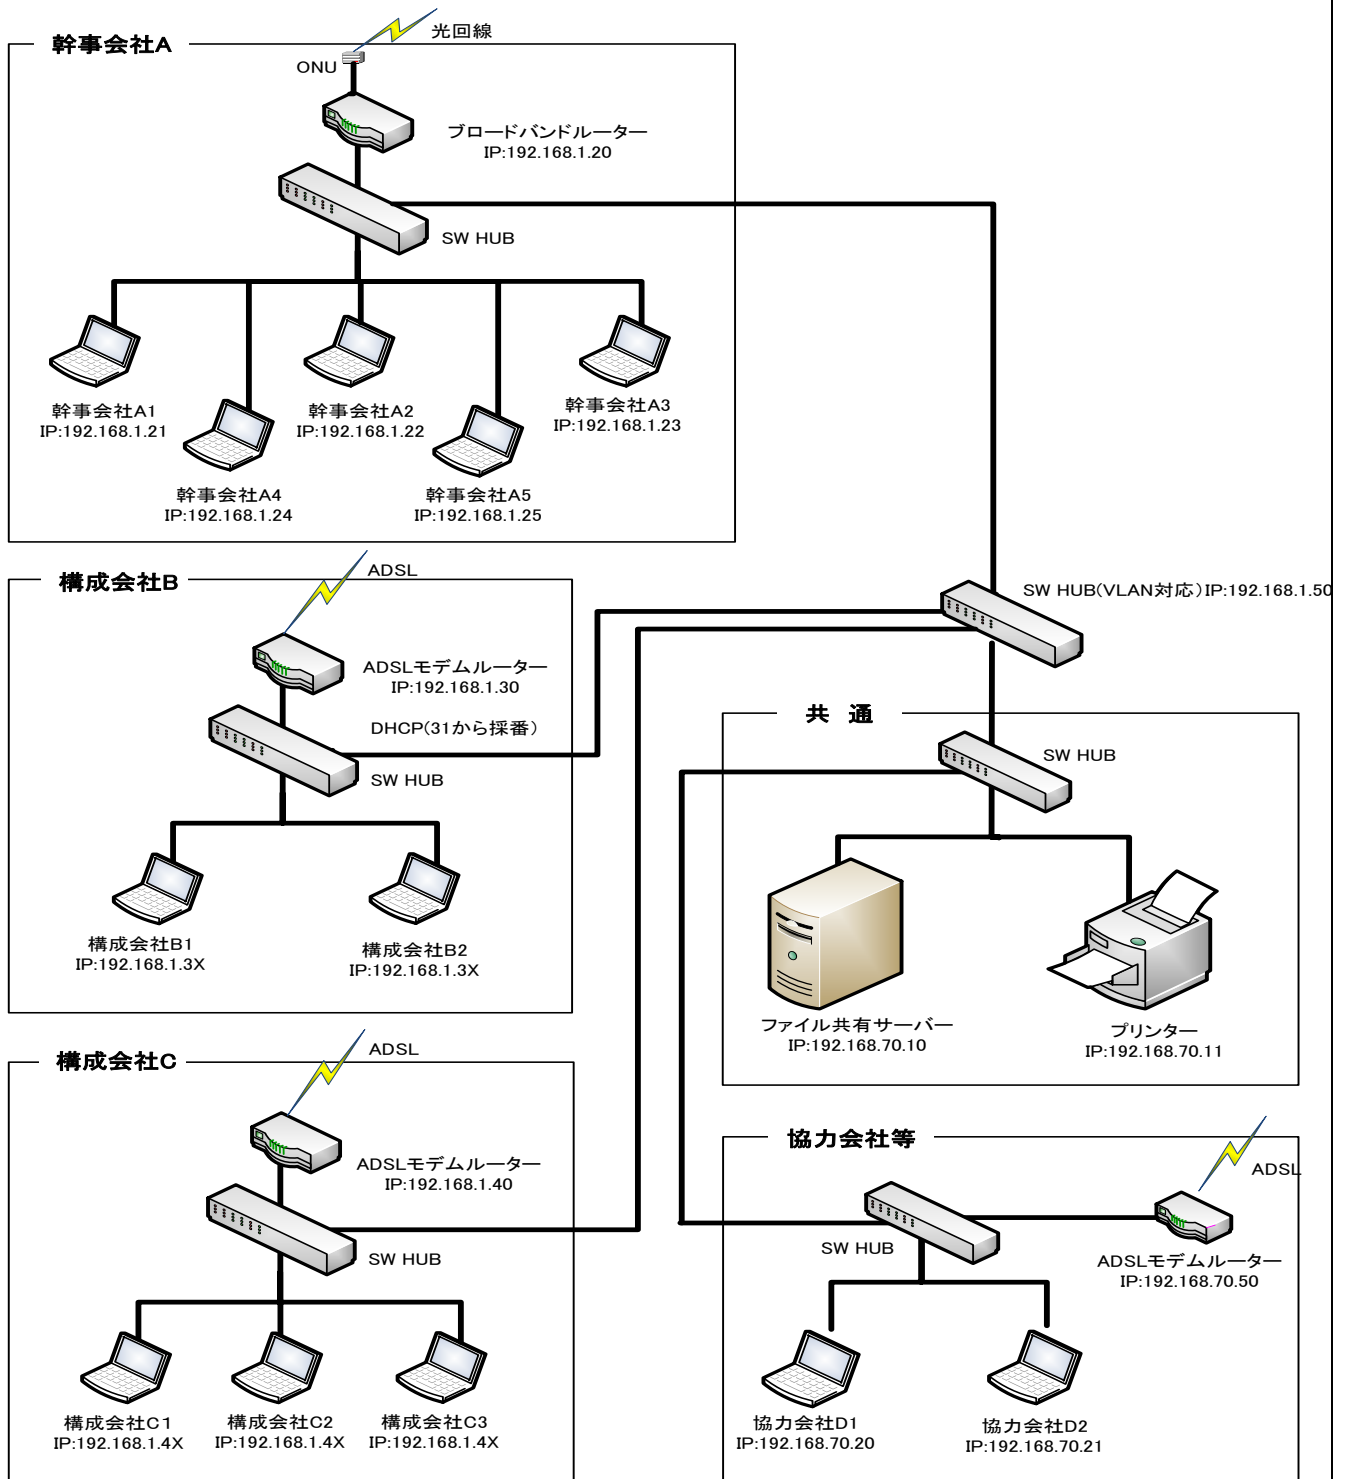 幹事会社A
光回線
ONU
ブロードバンドルーター
IP:192.168.1.20
SW HUB
幹事会社A1
IP:192.168.1.21
幹事会社A2
IP:192.168.1.22
幹事会社A3
IP:192.168.1.23
幹事会社A4
IP:192.168.1.24
幹事会社A5
IP:192.168.1.25
構成会社B
ADSL
SW HUB(VLAN対応)IP:192.168.1.50
ADSLモデムルーター
IP:192.168.1.30
DHCP(31から採番)
SW HUB
構成会社B1
IP:192.168.1.3X
構成会社B2
IP:192.168.1.3X
共 通
SW HUB
ファイル共有サーバー
IP:192.168.70.10
プリンター
IP:192.168.70.11
構成会社C
ADSL
ADSLモデムルーター
IP:192.168.1.40
SW HUB
構成会社C1
IP:192.168.1.4X
構成会社C2
IP:192.168.1.4X
構成会社C3
IP:192.168.1.4X
協力会社等
ADSL
SW HUB
ADSLモデムルーター
IP:192.168.70.50
協力会社D1
IP:192.168.70.20
協力会社D2
IP:192.168.70.21